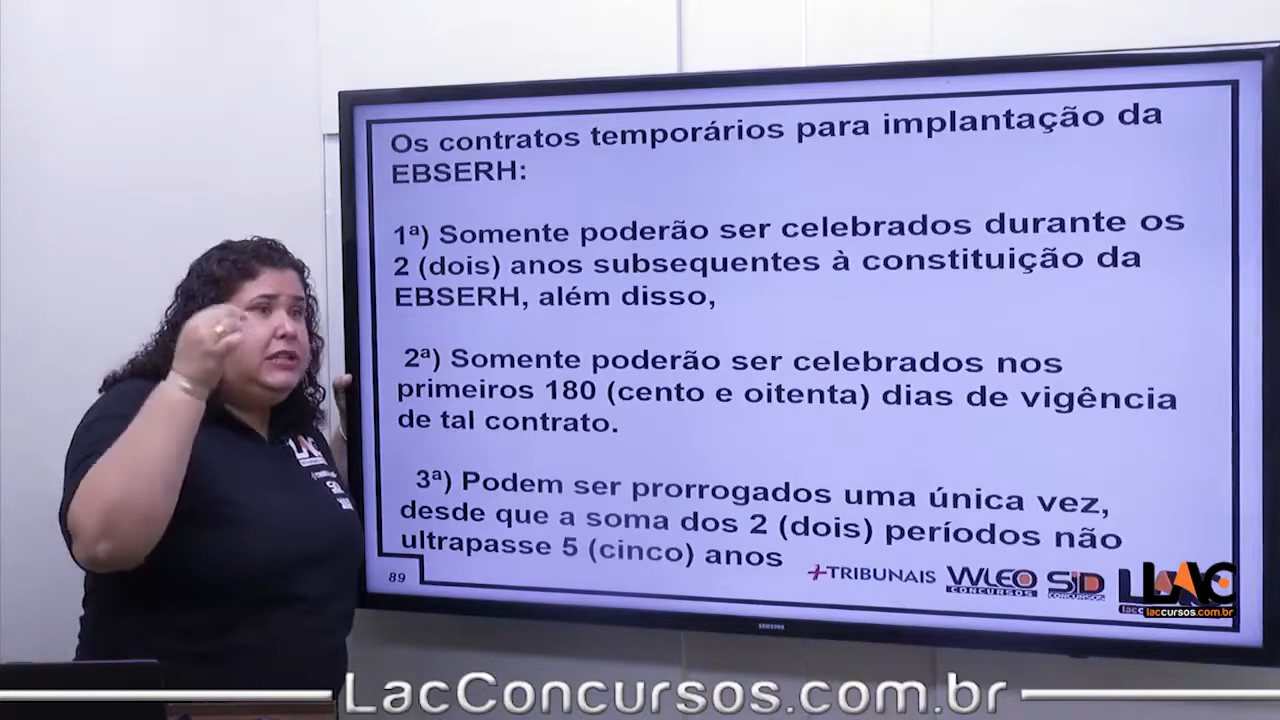 Os contratos temporários para implantação da
EBSERH:
1ª) Somente poderão ser celebrados durante os
2 (dois) anos subsequentes à constituição da
EBSERH, além disso,
2ª) Somente poderão ser celebrados nos
primeiros 180 (cento e oitenta) dias de vigência
de tal contrato.
3ª) Podem ser prorrogados uma única vez,
desde que a soma dos 2 (dois) períodos não
ultrapasse 5 (cinco) anos
89
+TRIBUNAIS
WLEO
CONCURSOS
SID
CONCURSOS
LAC
laccursos.com.br
SAMSUNG
LAC
LacConcursos.com.br